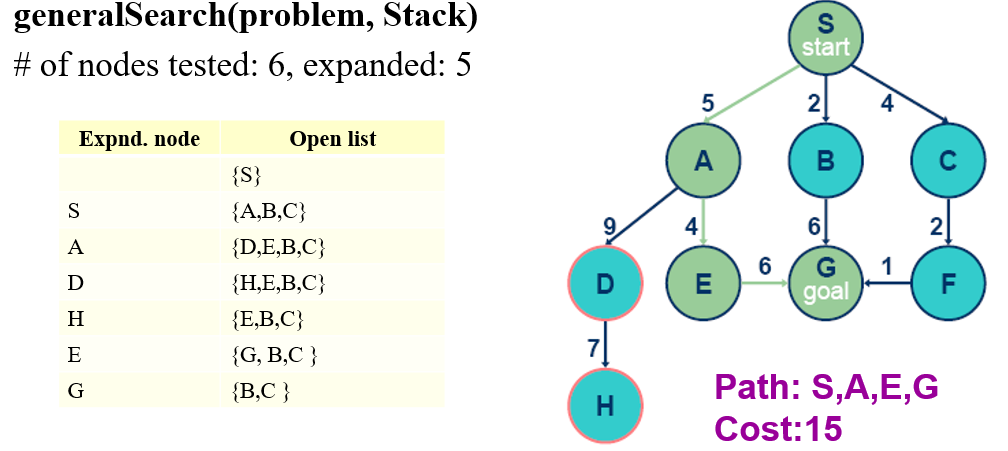 generalSearch(problem, Stack)
# of nodes tested: 6, expanded: 5
Expnd. node Open list
{S}
S {A,B,C}
A {D,E,B,C}
D {H,E,B,C}
H {E,B,C}
E {G, B,C }
G {B,C }
S
start
5 2 4
A B C
9 4 6 2
D E 6 G
goal 1 F
7
H
Path: S,A,E,G
Cost:15